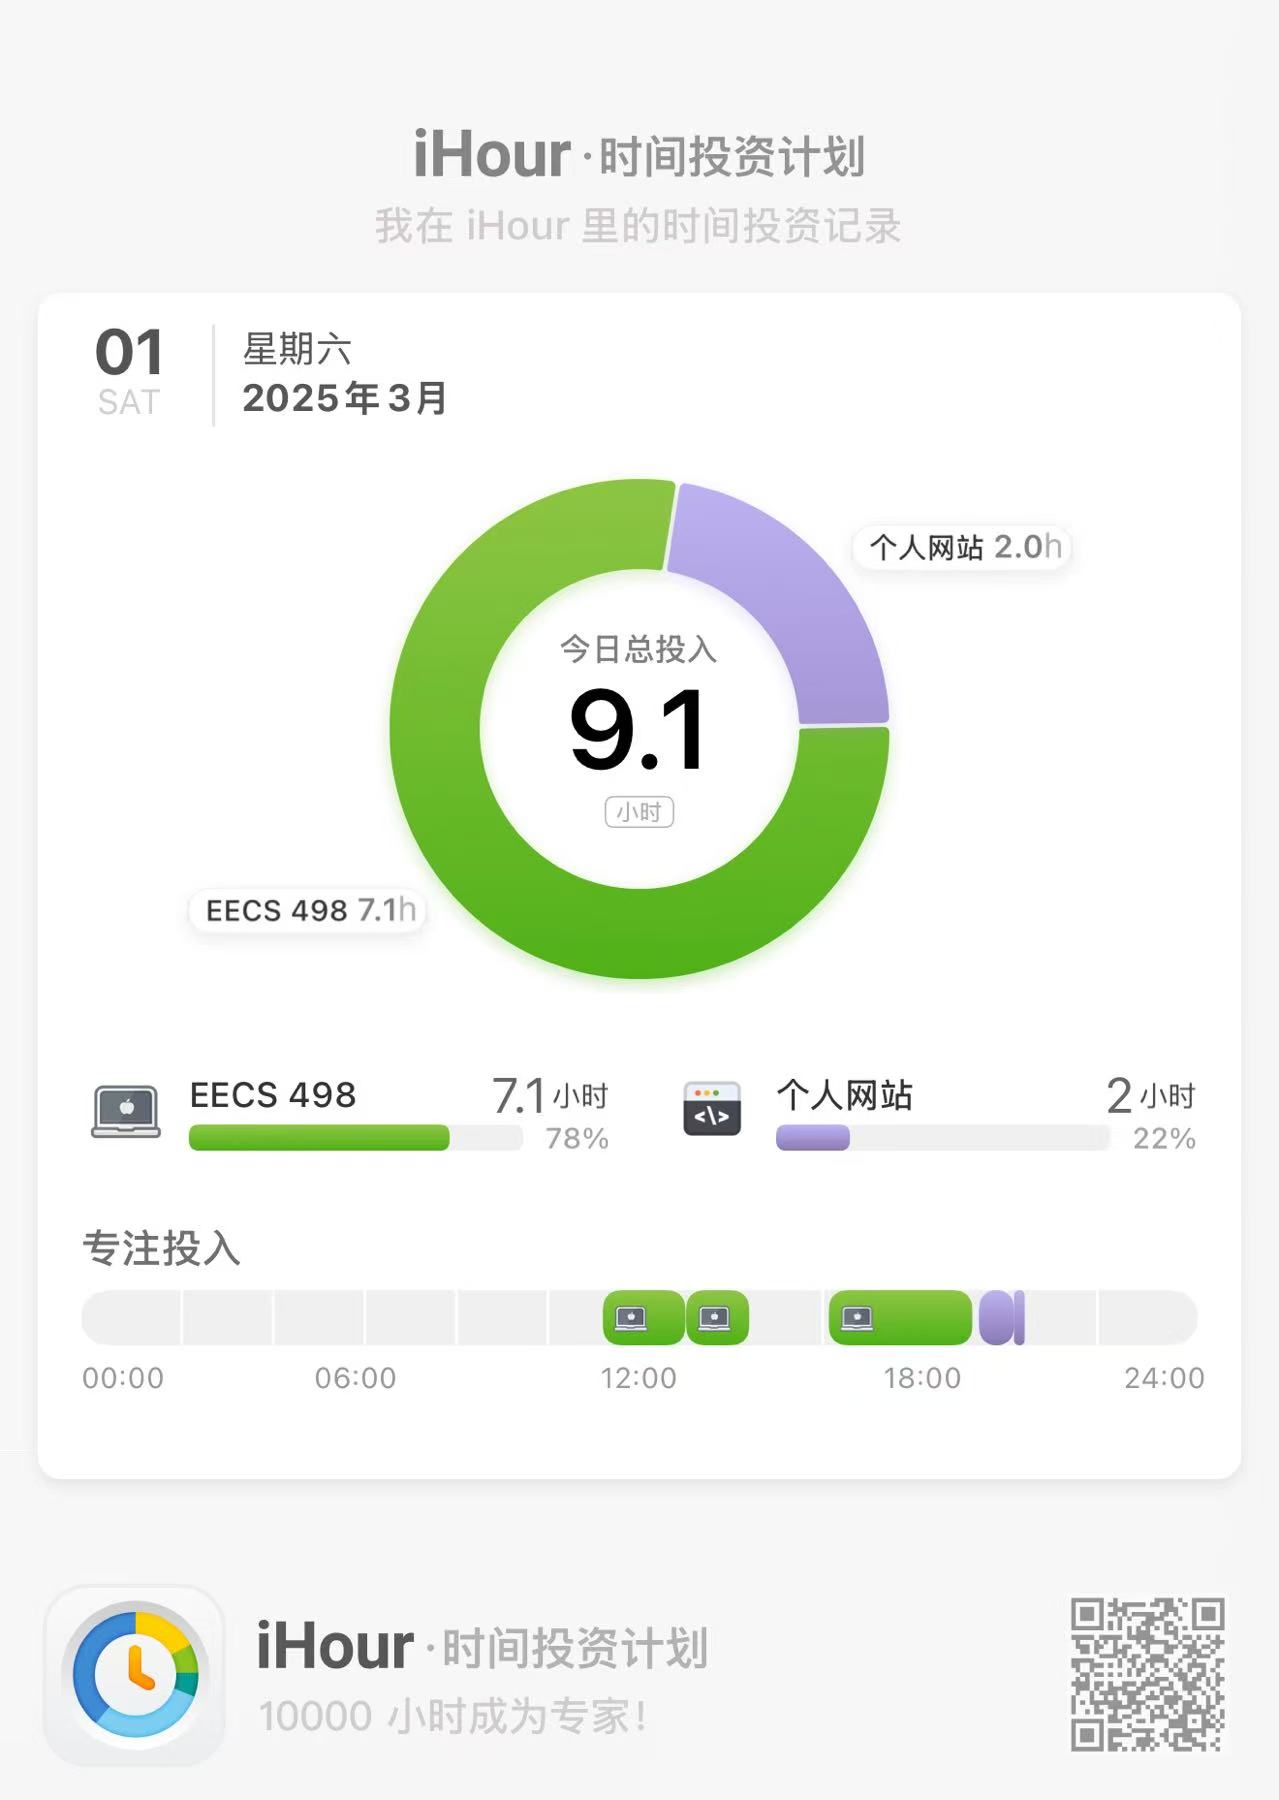 iHour · 时间投资计划
我在 iHour 里的时间投资记录
01
SAT
星期六
2025年3月
个人网站 2.0h
今日总投入
9.1
小时
EECS 498 7.1h
EECS 498 7.1小时
78%
个人网站 2小时
22%
专注投入
00:00 06:00 12:00 18:00 24:00
iHour · 时间投资计划
10000 小时成为专家！